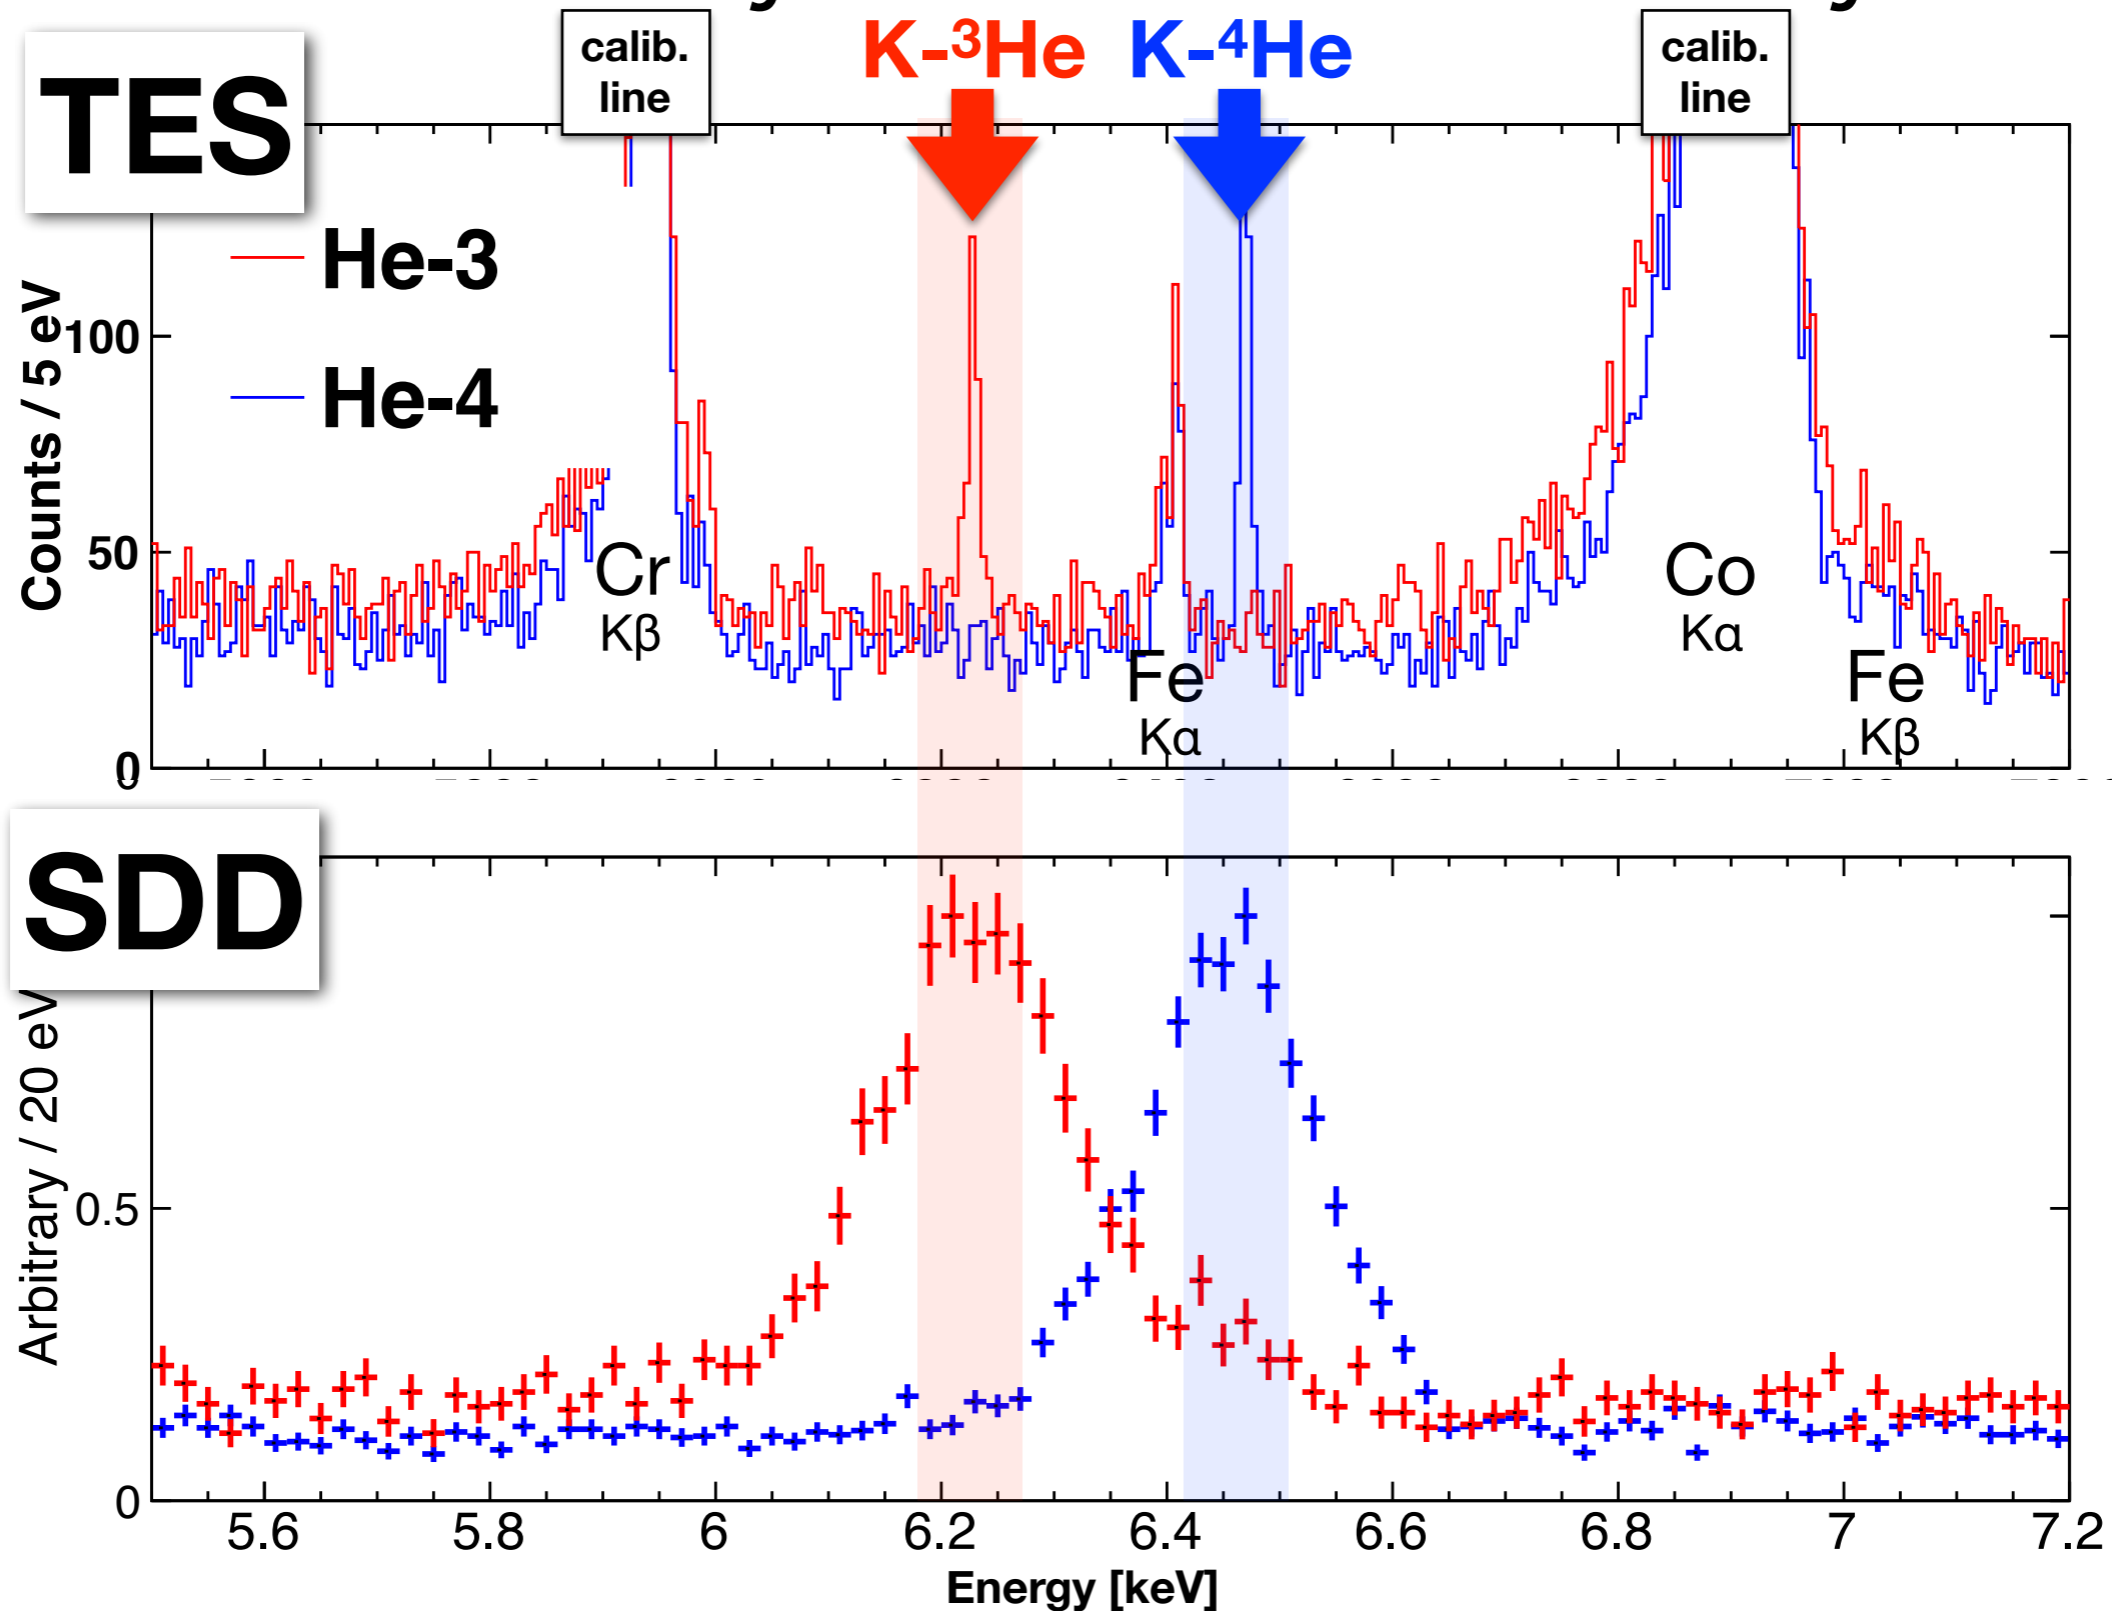 K-³He K-⁴He
calib.
line
calib.
line
TES
He-3
He-4
Counts / 5 eV
100
50
0
Cr
Kβ
Fe
Kα
Co
Kα
Fe
Kβ
SDD
Arbitrary / 20 eV
0.5
0
5.6 5.8 6 6.2 6.4 6.6 6.8 7 7.2
Energy [keV]